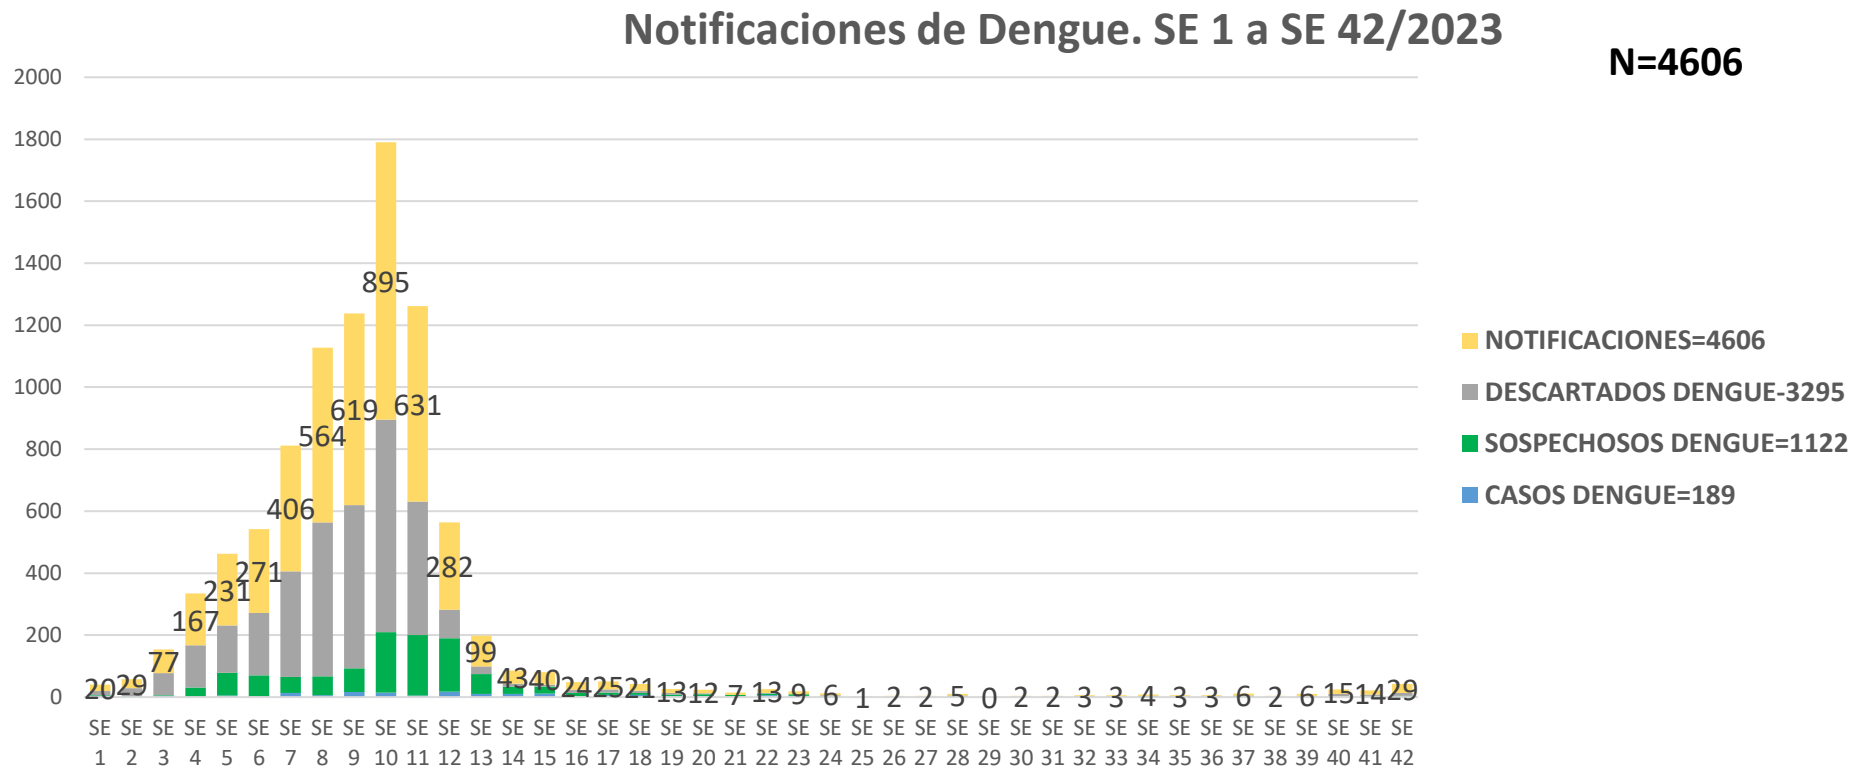 Notificaciones de Dengue. SE 1 a SE 42/2023
N=4606
2000
1800
1600
1400
1200
1000
800
600
400
200
0
20 29 77 167 231 271 406 564 619 895 631 282 99 43 40 24 25 21 13 12 7 13 9 6 1 2 2 5 0 2 2 3 3 4 3 3 6 2 6 15 14 29
SE SE SE SE SE SE SE SE SE SE SE SE SE SE SE SE SE SE SE SE SE SE SE SE SE SE SE SE SE SE SE SE SE SE SE SE SE SE SE SE SE SE
1 2 3 4 5 6 7 8 9 10 11 12 13 14 15 16 17 18 19 20 21 22 23 24 25 26 27 28 29 30 31 32 33 34 35 36 37 38 39 40 41 42
NOTIFICACIONES=4606
DESCARTADOS DENGUE-3295
SOSPECHOSOS DENGUE=1122
CASOS DENGUE=189